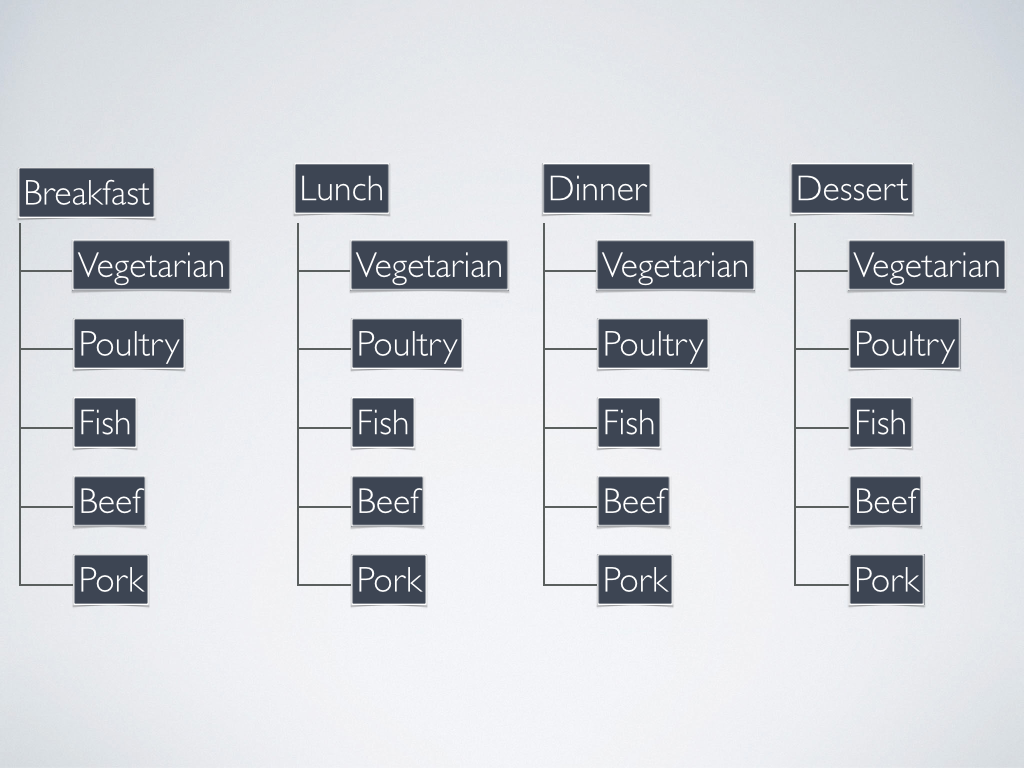 Breakfast
Vegetarian
Poultry
Fish
Beef
Pork
Lunch
Vegetarian
Poultry
Fish
Beef
Pork
Dinner
Vegetarian
Poultry
Fish
Beef
Pork
Dessert
Vegetarian
Poultry
Fish
Beef
Pork